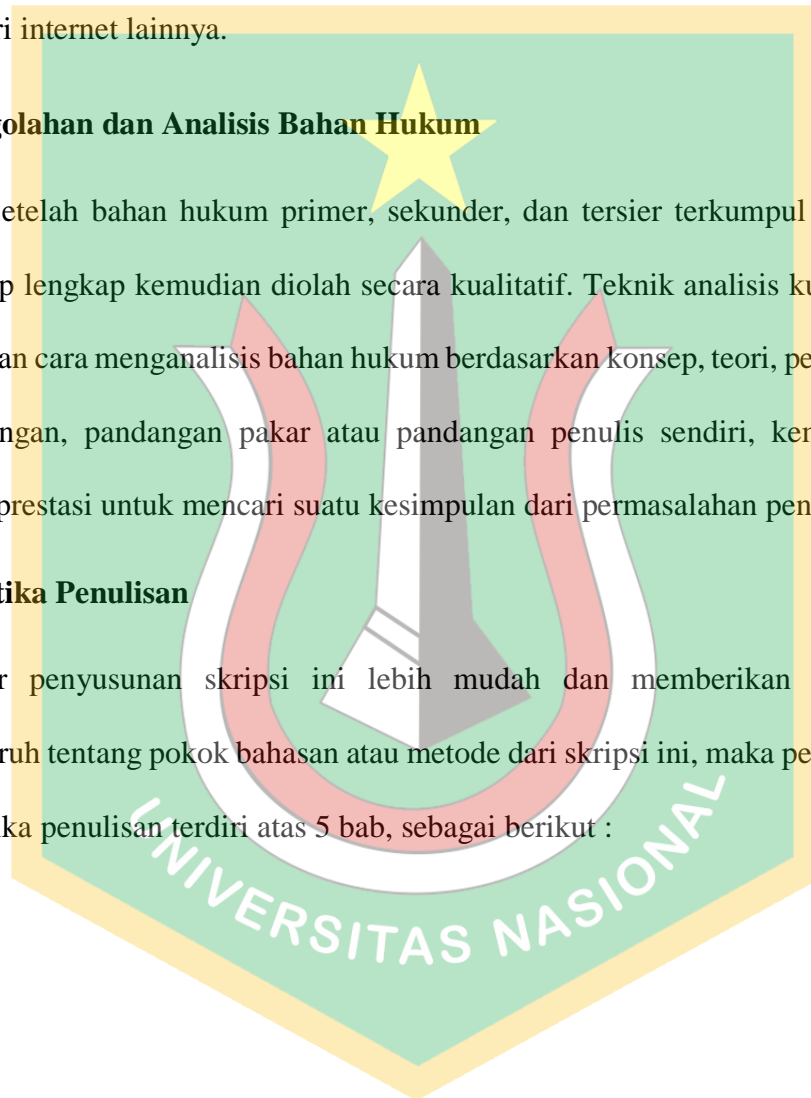 ri internet lainnya.
golahan dan Analisis Bahan Hukum
etelah bahan hukum primer, sekunder, dan tersier terkumpul
p lengkap kemudian diolah secara kualitatif. Teknik analisis ku
an cara menganalisis bahan hukum berdasarkan konsep, teori, pe
ngan, pandangan pakar atau pandangan penulis sendiri, ken
prestasi untuk mencari suatu kesimpulan dari permasalahan pen
tika Penulisan
r penyusunan skripsi ini lebih mudah dan memberikan
ruh tentang pokok bahasan atau metode dari skripsi ini, maka pe
ka penulisan terdiri atas 5 bab, sebagai berikut :
UNIVERSITAS NASIONAL